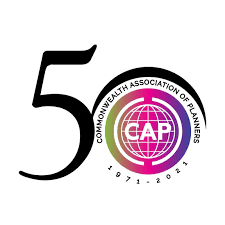 50
COMMONWEALTH ASSOCIATION OF PLANNERS
CAP
1971-2021